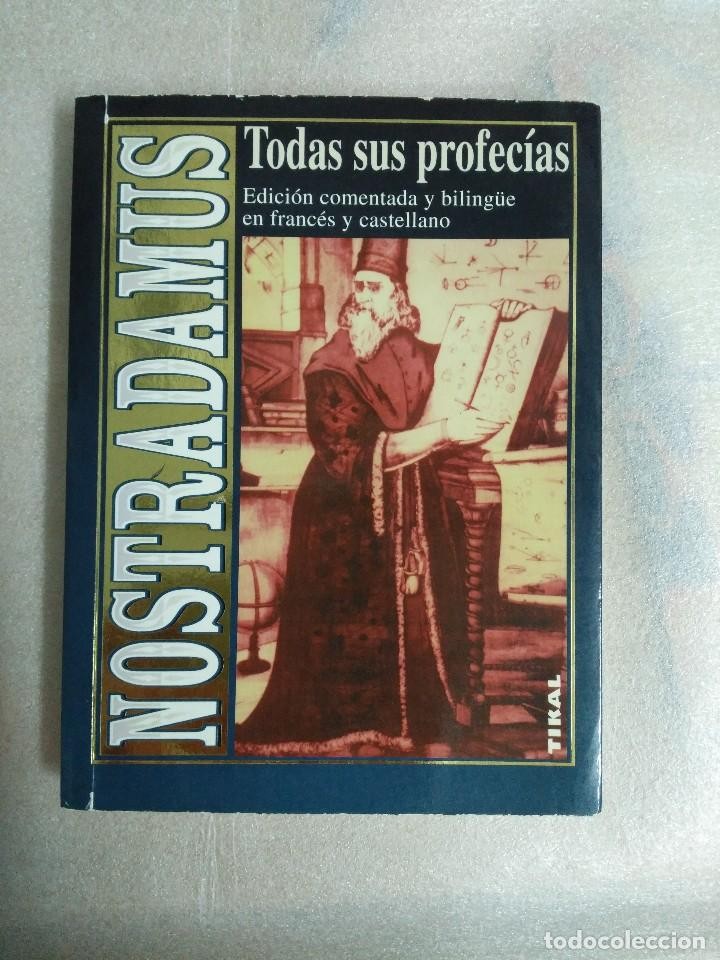 NOSTRADAMUS
Todas sus profecías
Edición comentada y bilingüe
en francés y castellano
TIKAL
todocoleccion